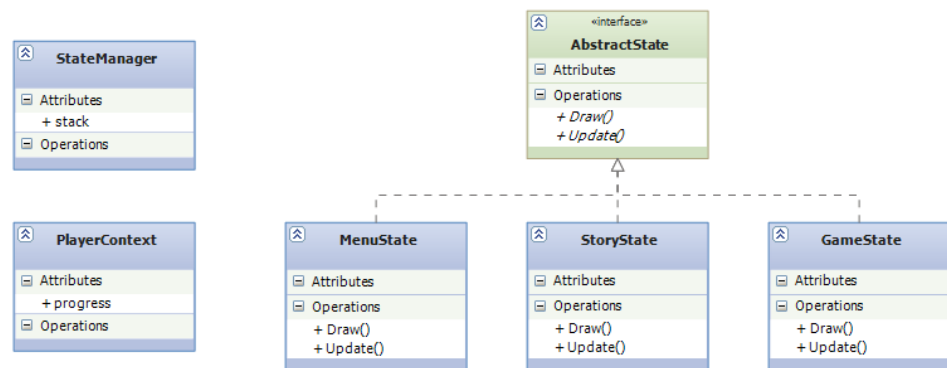 StateManager
Attributes
+ stack
Operations
«interface»
AbstractState
Attributes
Operations
+ Draw()
+ Update()
PlayerContext
Attributes
+ progress
Operations
MenuState
Attributes
Operations
+ Draw()
+ Update()
StoryState
Attributes
Operations
+ Draw()
+ Update()
GameState
Attributes
Operations
+ Draw()
+ Update()